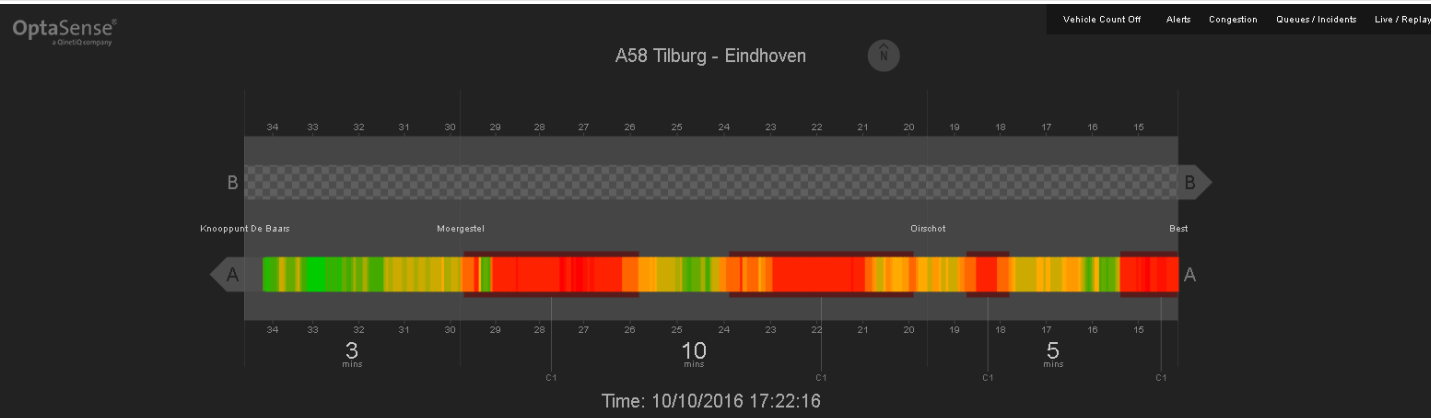 OptaSense®
a QinetiQ company
Vehicle Count Off Alerts Congestion Queues / Incidents Live / Replay
A58 Tilburg - Eindhoven
N
34 33 32 31 30 29 28 27 26 25 24 23 22 21 20 19 18 17 16 15
B B
Knooppunt De Baars Moergestel Oirschot Best
A A
34 33 32 31 30 29 28 27 26 25 24 23 22 21 20 19 18 17 16 15
3 10 5
mins mins mins
C1 C1 C1 C1
Time: 10/10/2016 17:22:16